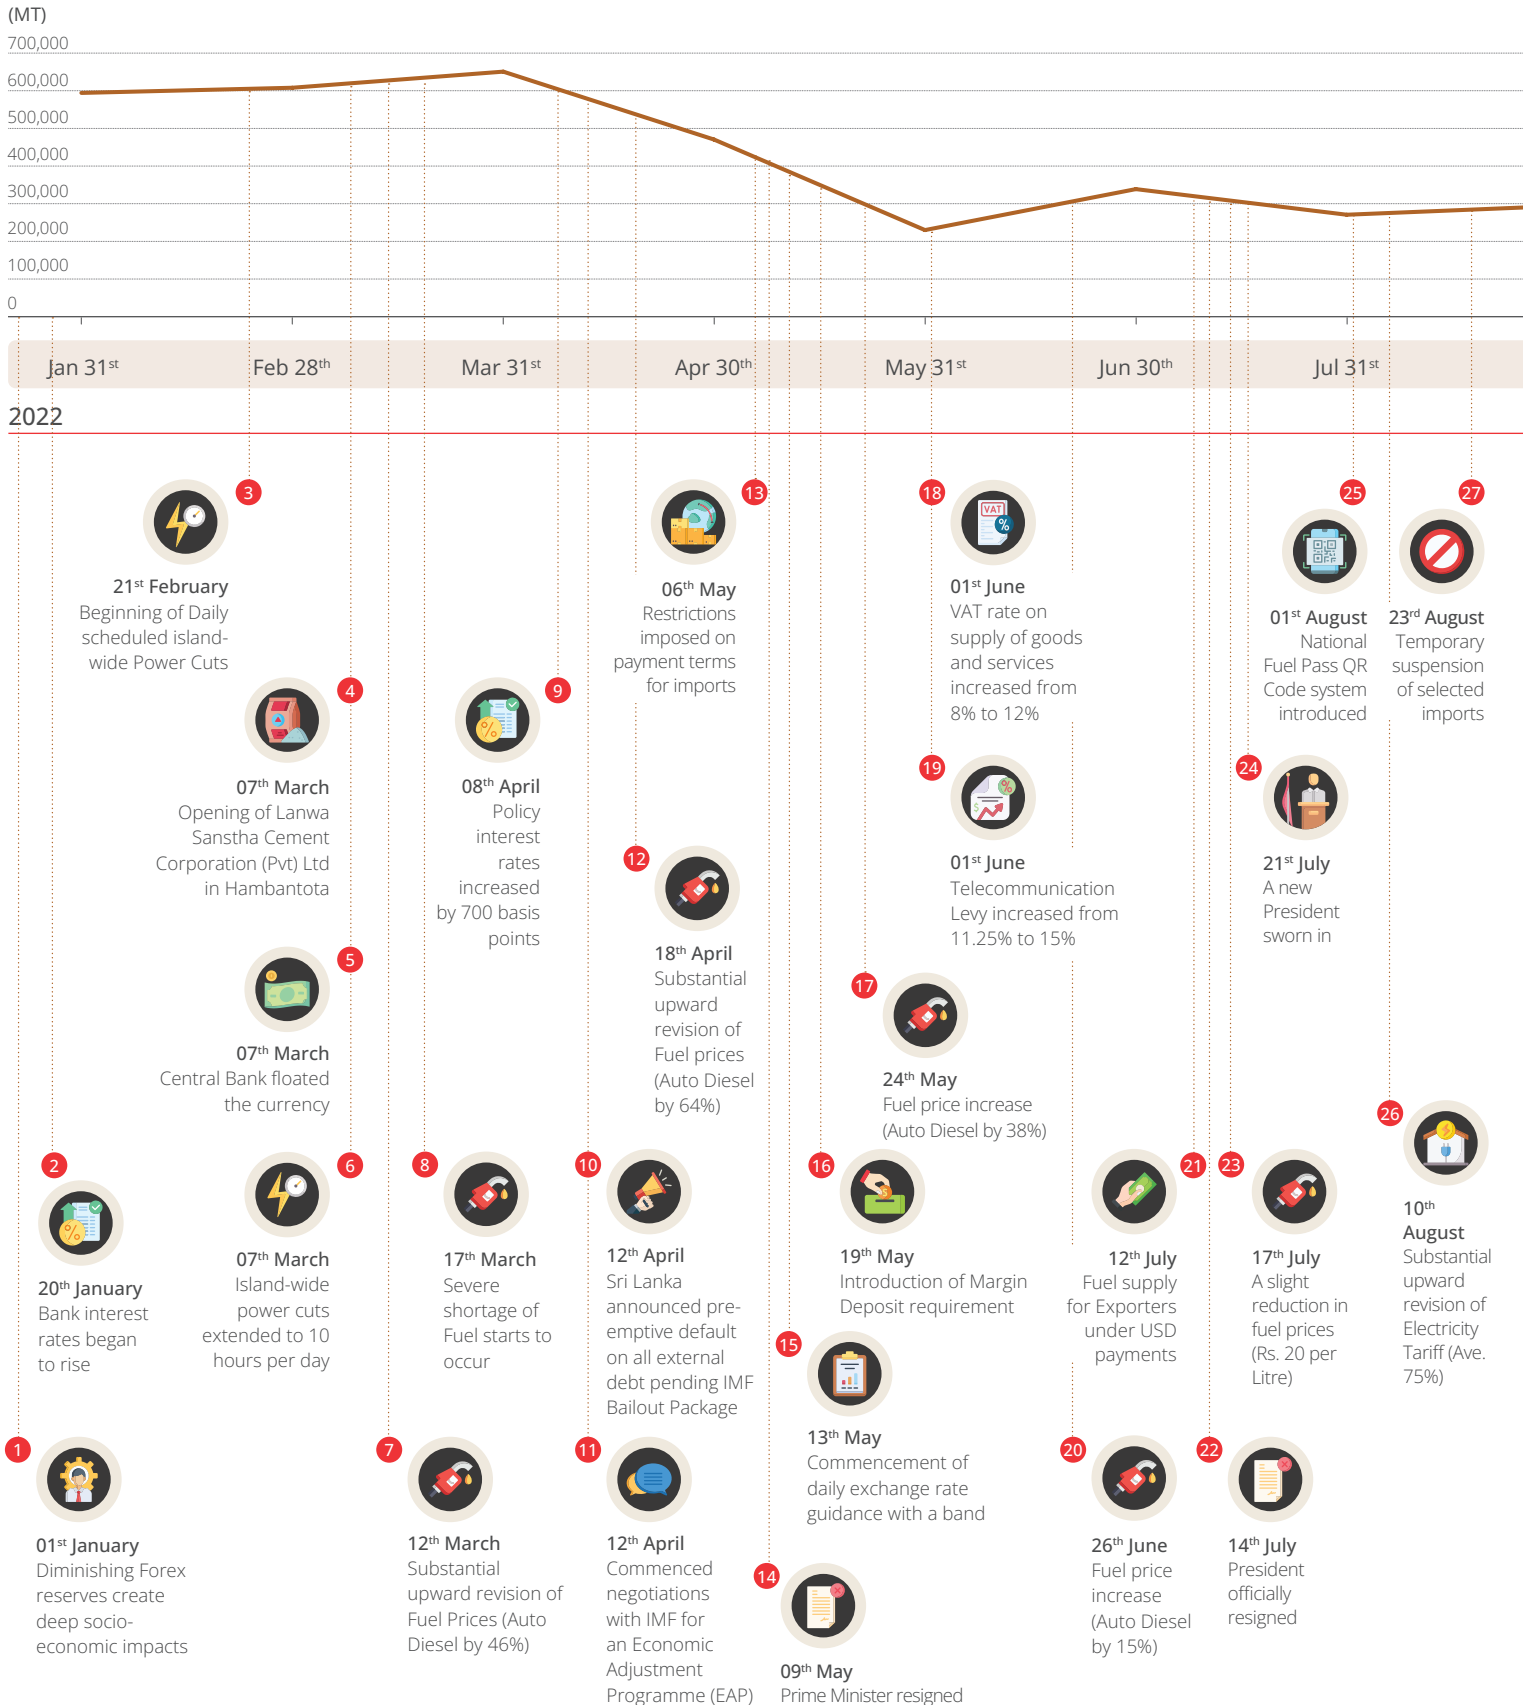 (MT)
700,000
600,000
500,000
400,000
300,000
200,000
100,000
0
Jan 31st
Feb 28th
Mar 31st
Apr 30th
May 31st
Jun 30th
Jul 31st
2022
3
21st February
Beginning of Daily
scheduled island-
wide Power Cuts
13
06th May
Restrictions
imposed on
payment terms
for imports
18
VAT
%
01st June
VAT rate on
supply of goods
and services
increased from
8% to 12%
25
01st August
National
Fuel Pass QR
Code system
introduced
27
23rd August
Temporary
suspension
of selected
imports
4
07th March
Opening of Lanwa
Sanstha Cement
Corporation (Pvt) Ltd
in Hambantota
9
%
08th April
Policy
interest
rates
increased
by 700 basis
points
12
18th April
Substantial
upward
revision of
Fuel prices
(Auto Diesel
by 64%)
19
%
$
01st June
Telecommunication
Levy increased from
11.25% to 15%
24
21st July
A new
President
sworn in
5
07th March
Central Bank floated
the currency
17
24th May
Fuel price increase
(Auto Diesel by 38%)
26
10th
August
Substantial
upward
revision of
Electricity
Tariff (Ave.
75%)
2
%
20th January
Bank interest
rates began
to rise
6
07th March
Island-wide
power cuts
extended to 10
hours per day
8
17th March
Severe
shortage of
Fuel starts to
occur
10
12th April
Sri Lanka
announced pre-
emptive default
on all external
debt pending IMF
Bailout Package
16
$
19th May
Introduction of Margin
Deposit requirement
21
12th July
Fuel supply
for Exporters
under USD
payments
23
17th July
A slight
reduction in
fuel prices
(Rs. 20 per
Litre)
15
13th May
Commencement of
daily exchange rate
guidance with a band
1
01st January
Diminishing Forex
reserves create
deep socio-
economic impacts
7
12th March
Substantial
upward revision of
Fuel Prices (Auto
Diesel by 46%)
11
12th April
Commenced
negotiations
with IMF for
an Economic
Adjustment
Programme (EAP)
14
09th May
Prime Minister resigned
20
26th June
Fuel price
increase
(Auto Diesel
by 15%)
22
14th July
President
officially
resigned